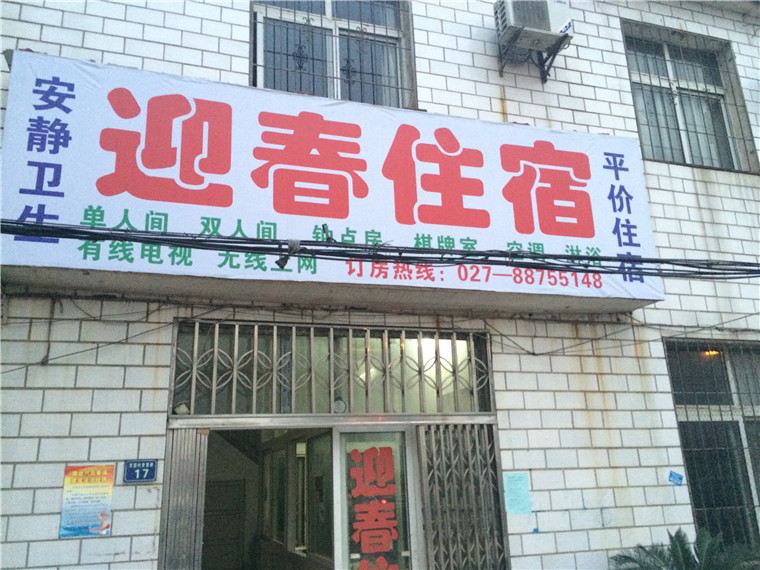 安静卫生
迎春住宿
平价住宿
单人间 双人间 钟点房 棋牌室 空调 淋浴
有线电视 无线上网 订房热线：027—88755148
17
迎春